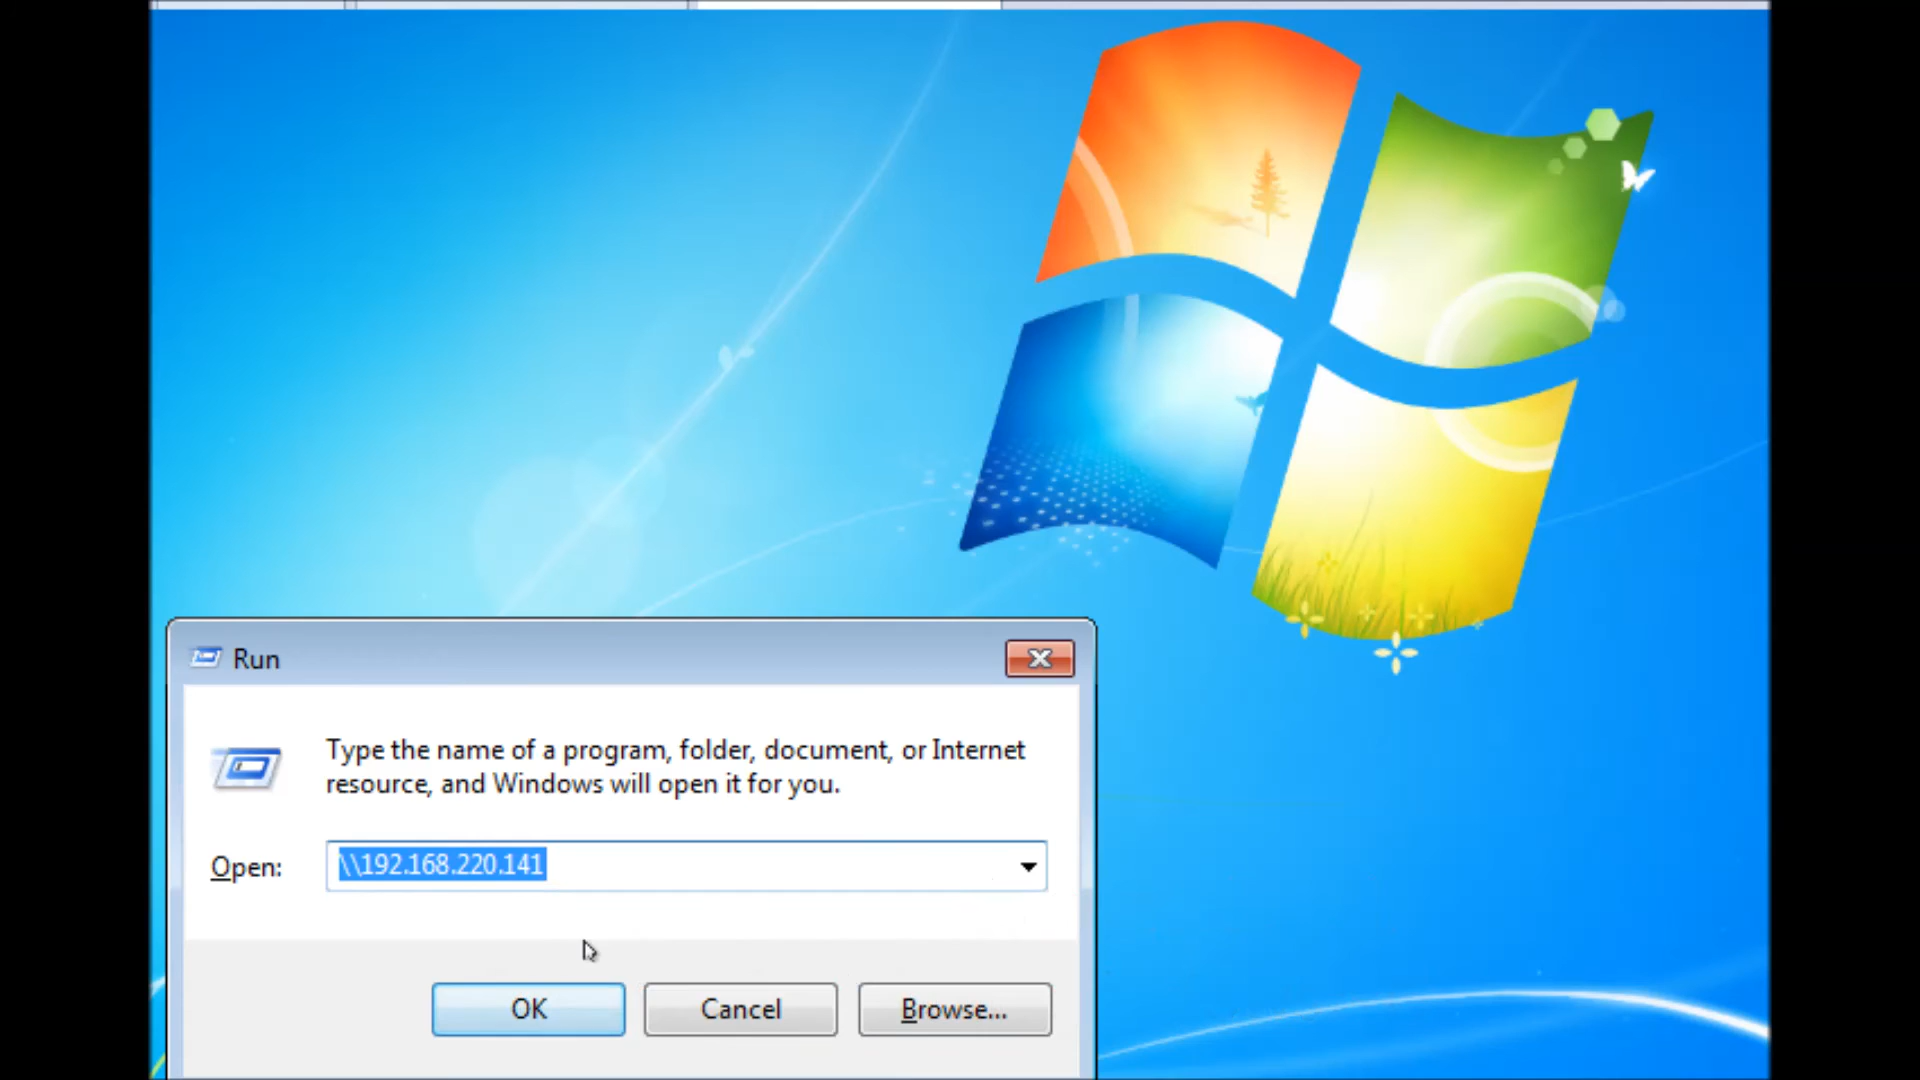 Run
Type the name of a program, folder, document, or Internet
resource, and Windows will open it for you.
Open: \\192.168.220.141
OK Cancel Browse...